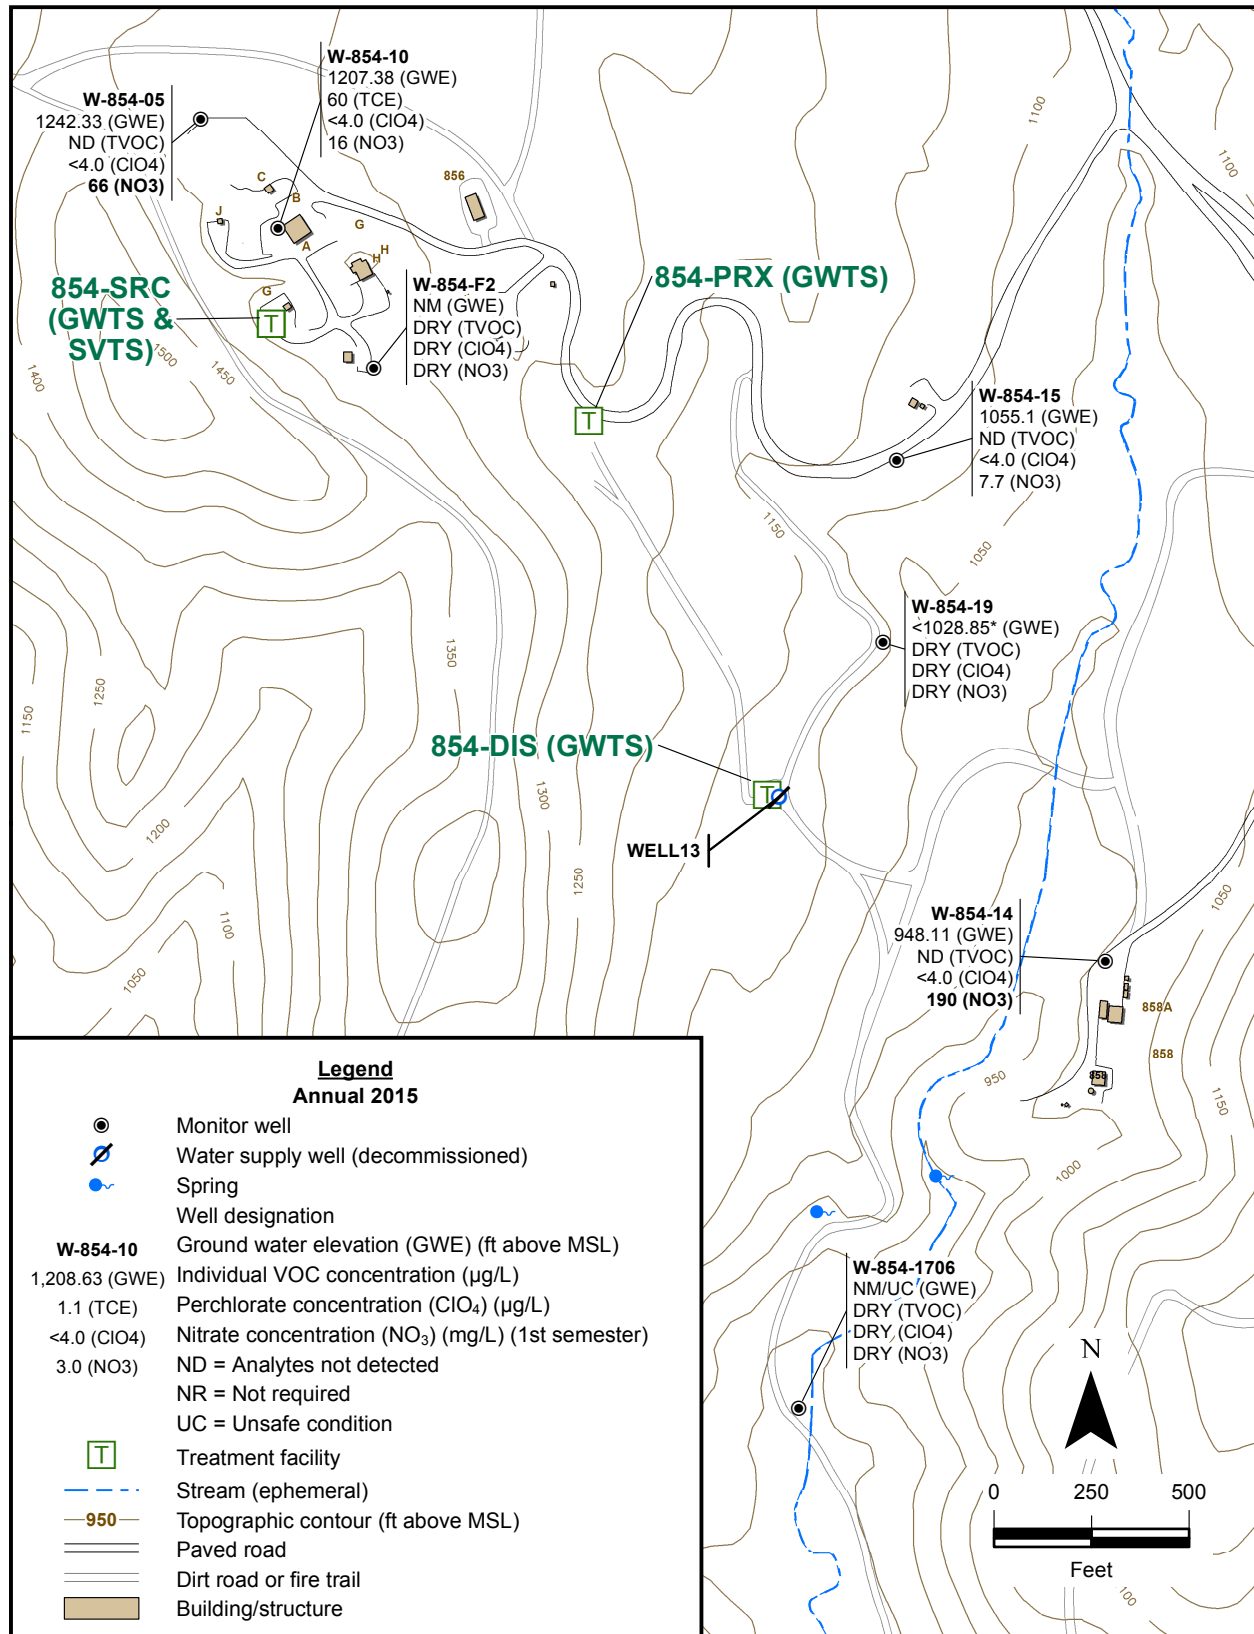 W-854-10
1207.38 (GWE)
60 (TCE)
<4.0 (ClO4)
16 (NO3)
W-854-05
1242.33 (GWE)
ND (TVOC)
<4.0 (ClO4)
66 (NO3)
C
B
J
A
G
H
H
G
856
1100
1100
854-SRC
(GWTS &
SVTS)
W-854-F2
NM (GWE)
DRY (TVOC)
DRY (ClO4)
DRY (NO3)
854-PRX (GWTS)
T
T
1500
1450
1400
W-854-15
1055.1 (GWE)
ND (TVOC)
<4.0 (ClO4)
7.7 (NO3)
1150
1050
W-854-19
<1028.85* (GWE)
DRY (TVOC)
DRY (ClO4)
DRY (NO3)
1350
1250
1150
854-DIS (GWTS)
T
1300
1200
WELL13
1250
1100
1050
W-854-14
948.11 (GWE)
ND (TVOC)
<4.0 (ClO4)
190 (NO3)
1050
858A
858
858
950
1150
1000
W-854-1706
NM/UC (GWE)
DRY (TVOC)
DRY (ClO4)
DRY (NO3)
Legend
Annual 2015
Monitor well
Water supply well (decommissioned)
Spring
Well designation
W-854-10
Ground water elevation (GWE) (ft above MSL)
1,208.63 (GWE)
Individual VOC concentration (µg/L)
1.1 (TCE)
Perchlorate concentration (ClO₄) (µg/L)
<4.0 (ClO4)
Nitrate concentration (NO₃) (mg/L) (1st semester)
3.0 (NO3)
ND = Analytes not detected
NR = Not required
UC = Unsafe condition
T
Treatment facility
Stream (ephemeral)
950
Topographic contour (ft above MSL)
Paved road
Dirt road or fire trail
Building/structure
N
0 250 500
Feet
100